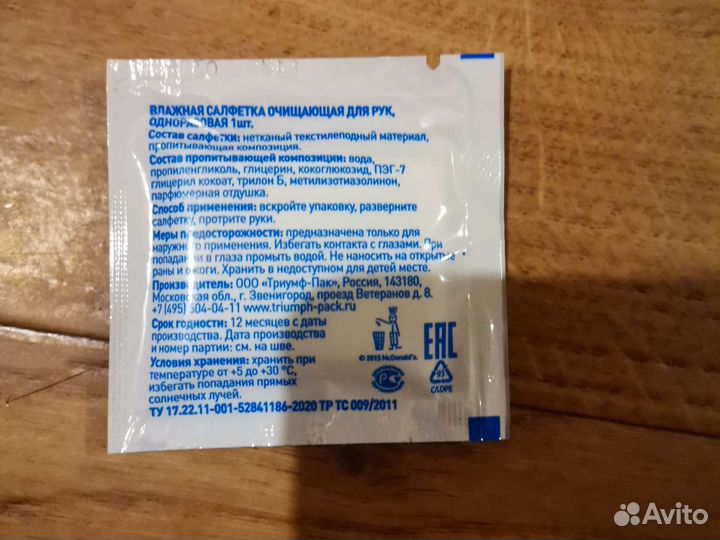 ВЛАЖНАЯ САЛФЕТКА ОЧИЩАЮЩАЯ ДЛЯ РУК,
ОДНОРАЗОВАЯ 1шт.
Состав салфетки: нетканый текстилеподный материал,
пропитывающая композиция.
Состав пропитывающей композиции: вода,
пропиленгликоль, глицерин, кокоглюкозид, ПЭГ-7
глицерил кокоат, трилон Б, метилизотиазолинон,
парфюмерная отдушка.
Способ применения: вскройте упаковку, разверните
салфетку, протрите руки.
Меры предосторожности: предназначена только для
наружного применения. Избегать контакта с глазами. При
попадании в глаза промыть водой. Не наносить на открытые
раны и ожоги. Хранить в недоступном для детей месте.
Производитель: ООО «Триумф-Пак», Россия, 143180,
Московская обл., г. Звенигород, проезд Ветеранов д. 8.
+7 (495) 504-04-11 www.triumph-pack.ru
Срок годности: 12 месяцев с даты
производства. Дата производства
и номер партии: см. на шве.
Условия хранения: хранить при
температуре от +5 до +30 °С,
избегать попадания прямых
солнечных лучей.
ТУ 17.22.11-001-52841186-2020 ТР ТС 009/2011
© 2015 McDonald's.
EAC
РС
93
C/LDPE
Avito